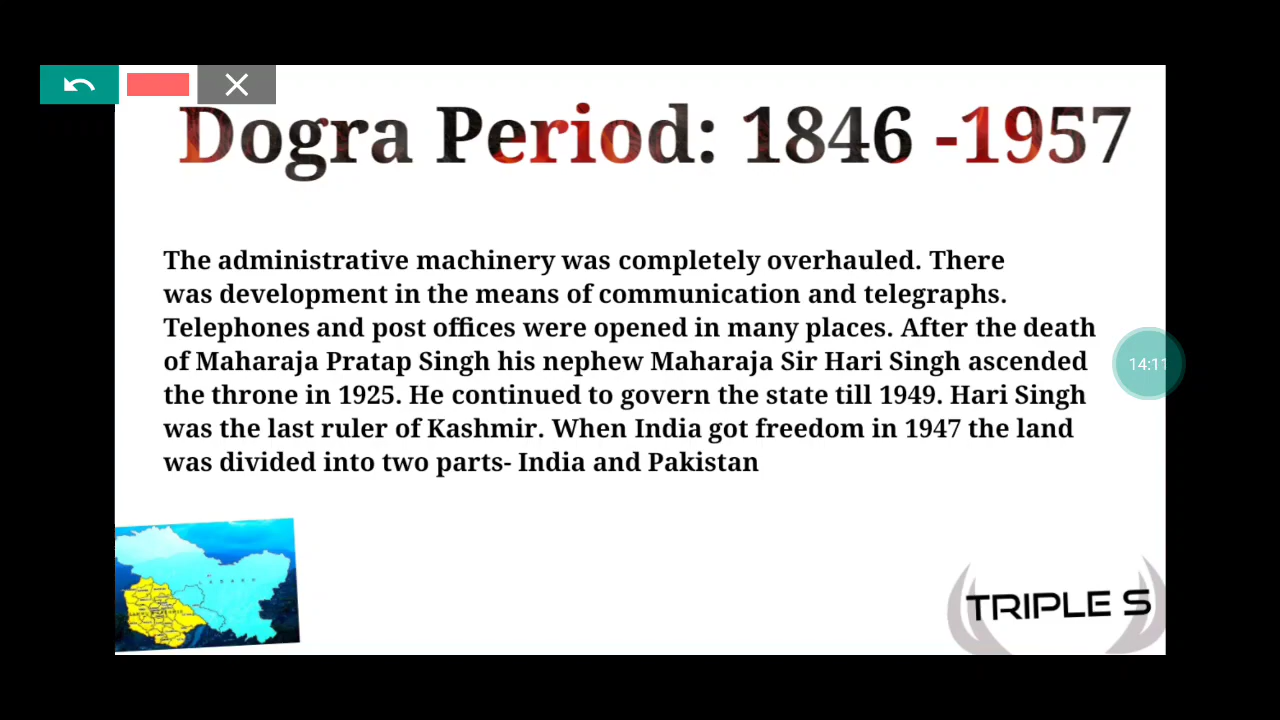 Dogra Period: 1846 -1957
The administrative machinery was completely overhauled. There
was development in the means of communication and telegraphs.
Telephones and post offices were opened in many places. After the death
of Maharaja Pratap Singh his nephew Maharaja Sir Hari Singh ascended
the throne in 1925. He continued to govern the state till 1949. Hari Singh
was the last ruler of Kashmir. When India got freedom in 1947 the land
was divided into two parts- India and Pakistan
14:11
TRIPLE S